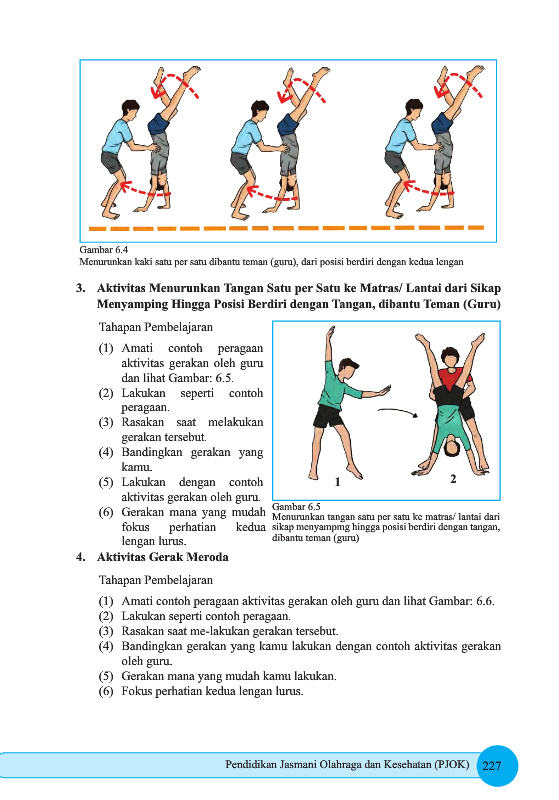 Gambar 6.4
Menurunkan kaki satu per satu dibantu teman (guru), dari posisi berdiri dengan kedua lengan
3. Aktivitas Menurunkan Tangan Satu per Satu ke Matras/ Lantai dari Sikap
Menyamping Hingga Posisi Berdiri dengan Tangan, dibantu Teman (Guru)
Tahapan Pembelajaran
(1) Amati contoh peragaan
aktivitas gerakan oleh guru
dan lihat Gambar: 6.5.
(2) Lakukan seperti contoh
peragaan.
(3) Rasakan saat melakukan
gerakan tersebut.
(4) Bandingkan gerakan yang
kamu.
(5) Lakukan dengan contoh
aktivitas gerakan oleh guru.
(6) Gerakan mana yang mudah
fokus perhatian kedua
lengan lurus.
1
2
Gambar 6.5
Menurunkan tangan satu per satu ke matras/ lantai dari
sikap menyampmg hingga posisi berdiri dengan tangan,
dibantu teman (guru)
4. Aktivitas Gerak Meroda
Tahapan Pembelajaran
(1) Amati contoh peragaan aktivitas gerakan oleh guru dan lihat Gambar: 6.6.
(2) Lakukan seperti contoh peragaan.
(3) Rasakan saat me-lakukan gerakan tersebut.
(4) Bandingkan gerakan yang kamu lakukan dengan contoh aktivitas gerakan
oleh guru.
(5) Gerakan mana yang mudah kamu lakukan.
(6) Fokus perhatian kedua lengan lurus.
Pendidikan Jasmani Olahraga dan Kesehatan (PJOK) 227